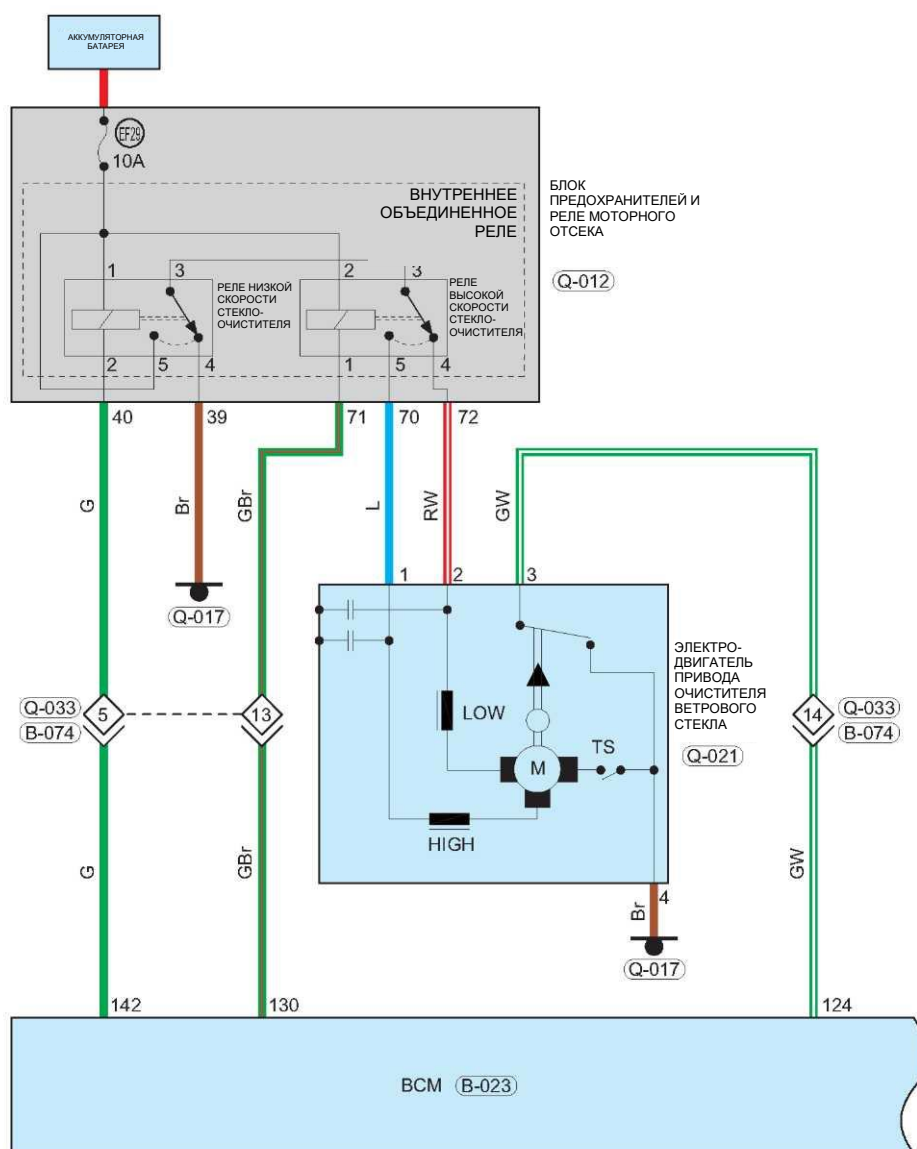 АККУМУЛЯТОРНАЯ
БАТАРЕЯ
EF29
10A
ВНУТРЕННЕЕ
ОБЪЕДИНЕННОЕ
РЕЛЕ
БЛОК
ПРЕДОХРАНИТЕЛЕЙ И
РЕЛЕ МОТОРНОГО
ОТСЕКА
Q-012
1
3
2
3
РЕЛЕ НИЗКОЙ
СКОРОСТИ
СТЕКЛО-
ОЧИСТИТЕЛЯ
РЕЛЕ
ВЫСОКОЙ
СКОРОСТИ
СТЕКЛО-
ОЧИСТИТЕЛЯ
2
5
4
1
5
4
40
39
71
70
72
G
Br
GBr
L
RW
GW
1
2
3
Q-017
ЭЛЕКТРО-
ДВИГАТЕЛЬ
ПРИВОДА
ОЧИСТИТЕЛЯ
ВЕТРОВОГО
СТЕКЛА
Q-021
LOW
TS
M
HIGH
Q-033
B-074
5
13
14
Q-033
B-074
G
GBr
GW
Br
4
Q-017
142
130
124
BCM
B-023